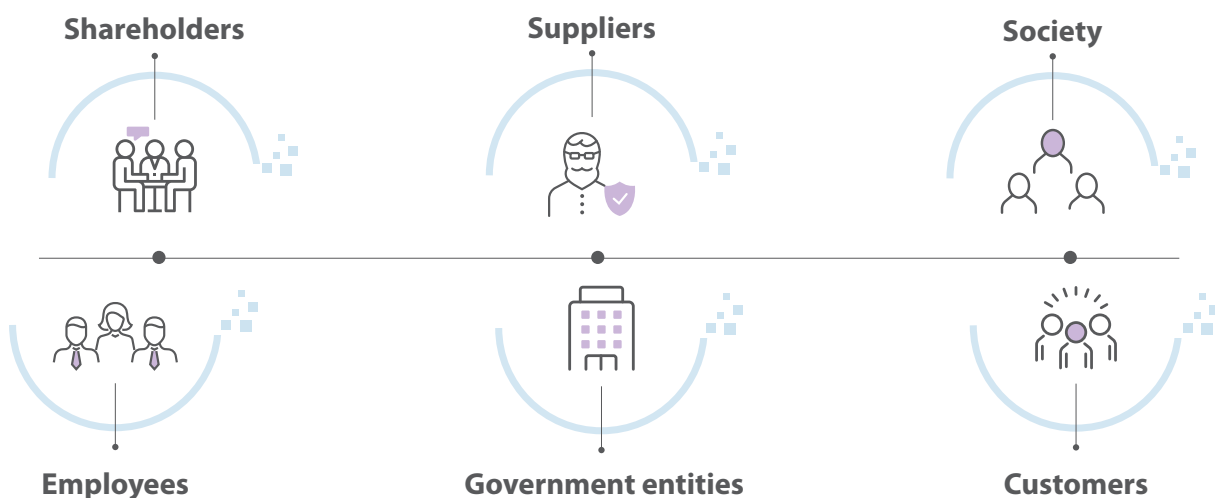 Shareholders
Suppliers
Society
Employees
Government entities
Customers